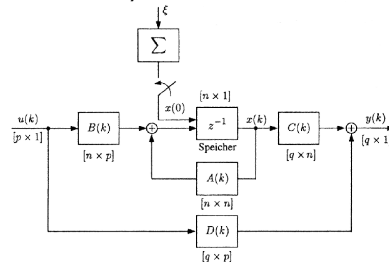 ξ
∑
x(0)
[n × 1]
u(k)
[p × 1]
B(k)
[n × p]
z⁻¹
Speicher
x(k)
C(k)
[q × n]
y(k)
[q × 1
A(k)
[n × n]
D(k)
[q × p]